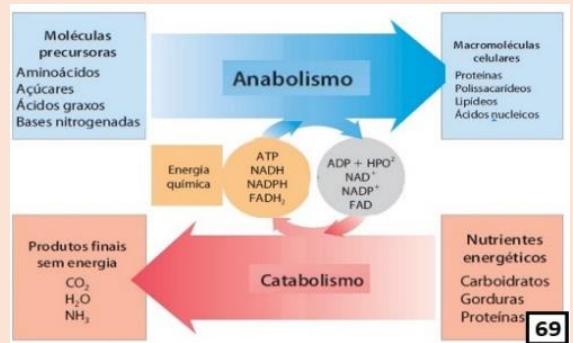 Moléculas
precursoras
Aminoácidos
Açúcares
Ácidos graxos
Bases nitrogenadas
Anabolismo
Macromoléculas
celulares
Proteínas
Polissacarídeos
Lipídeos
Ácidos nucleicos
Energia
química
ATP
NADH
NADPH
FADH₂
ADP + HPO²
NAD⁺
NADP⁺
FAD
Produtos finais
sem energia
CO₂
H₂O
NH₃
Catabolismo
Nutrientes
energéticos
Carboidratos
Gorduras
Proteínas
69